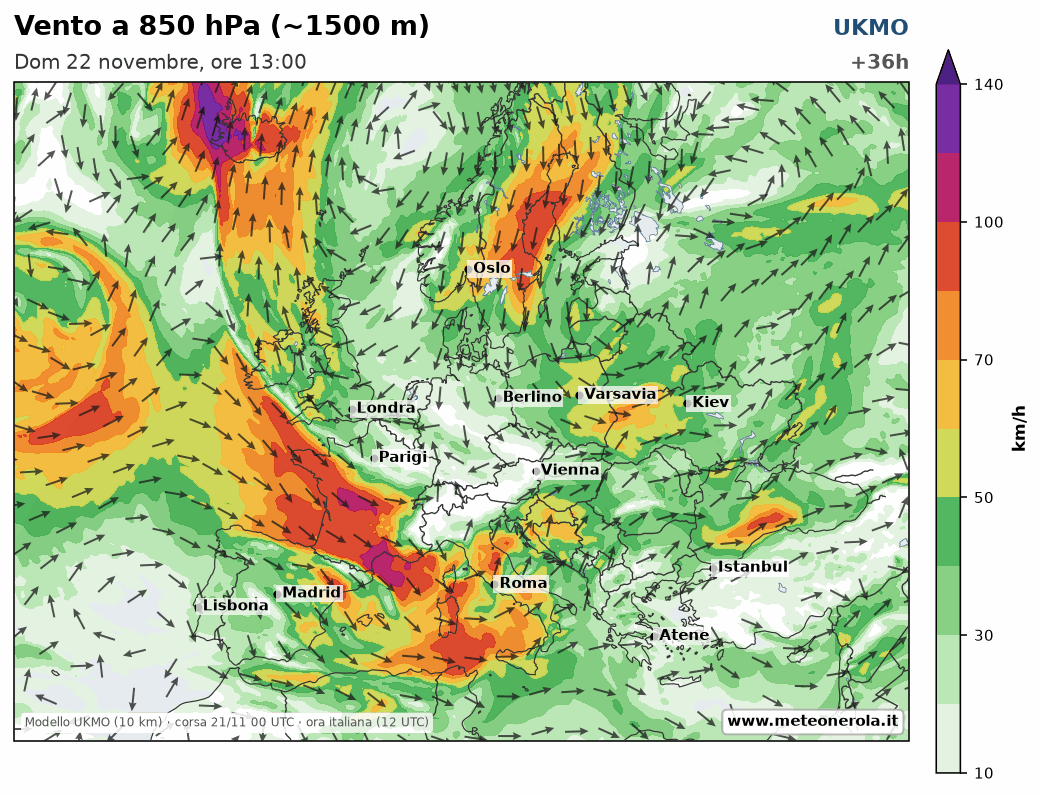 Vento a 850 hPa (~1500 m)
UKMO
Dom 22 novembre, ore 13:00
+36h
140
100
70
50
30
10
km/h
Oslo
Berlino
Varsavia
Kiev
Londra
Parigi
Vienna
Istanbul
Roma
Madrid
Lisbona
Atene
Modello UKMO (10 km) · corsa 21/11 00 UTC · ora italiana (12 UTC)
www.meteonerola.it